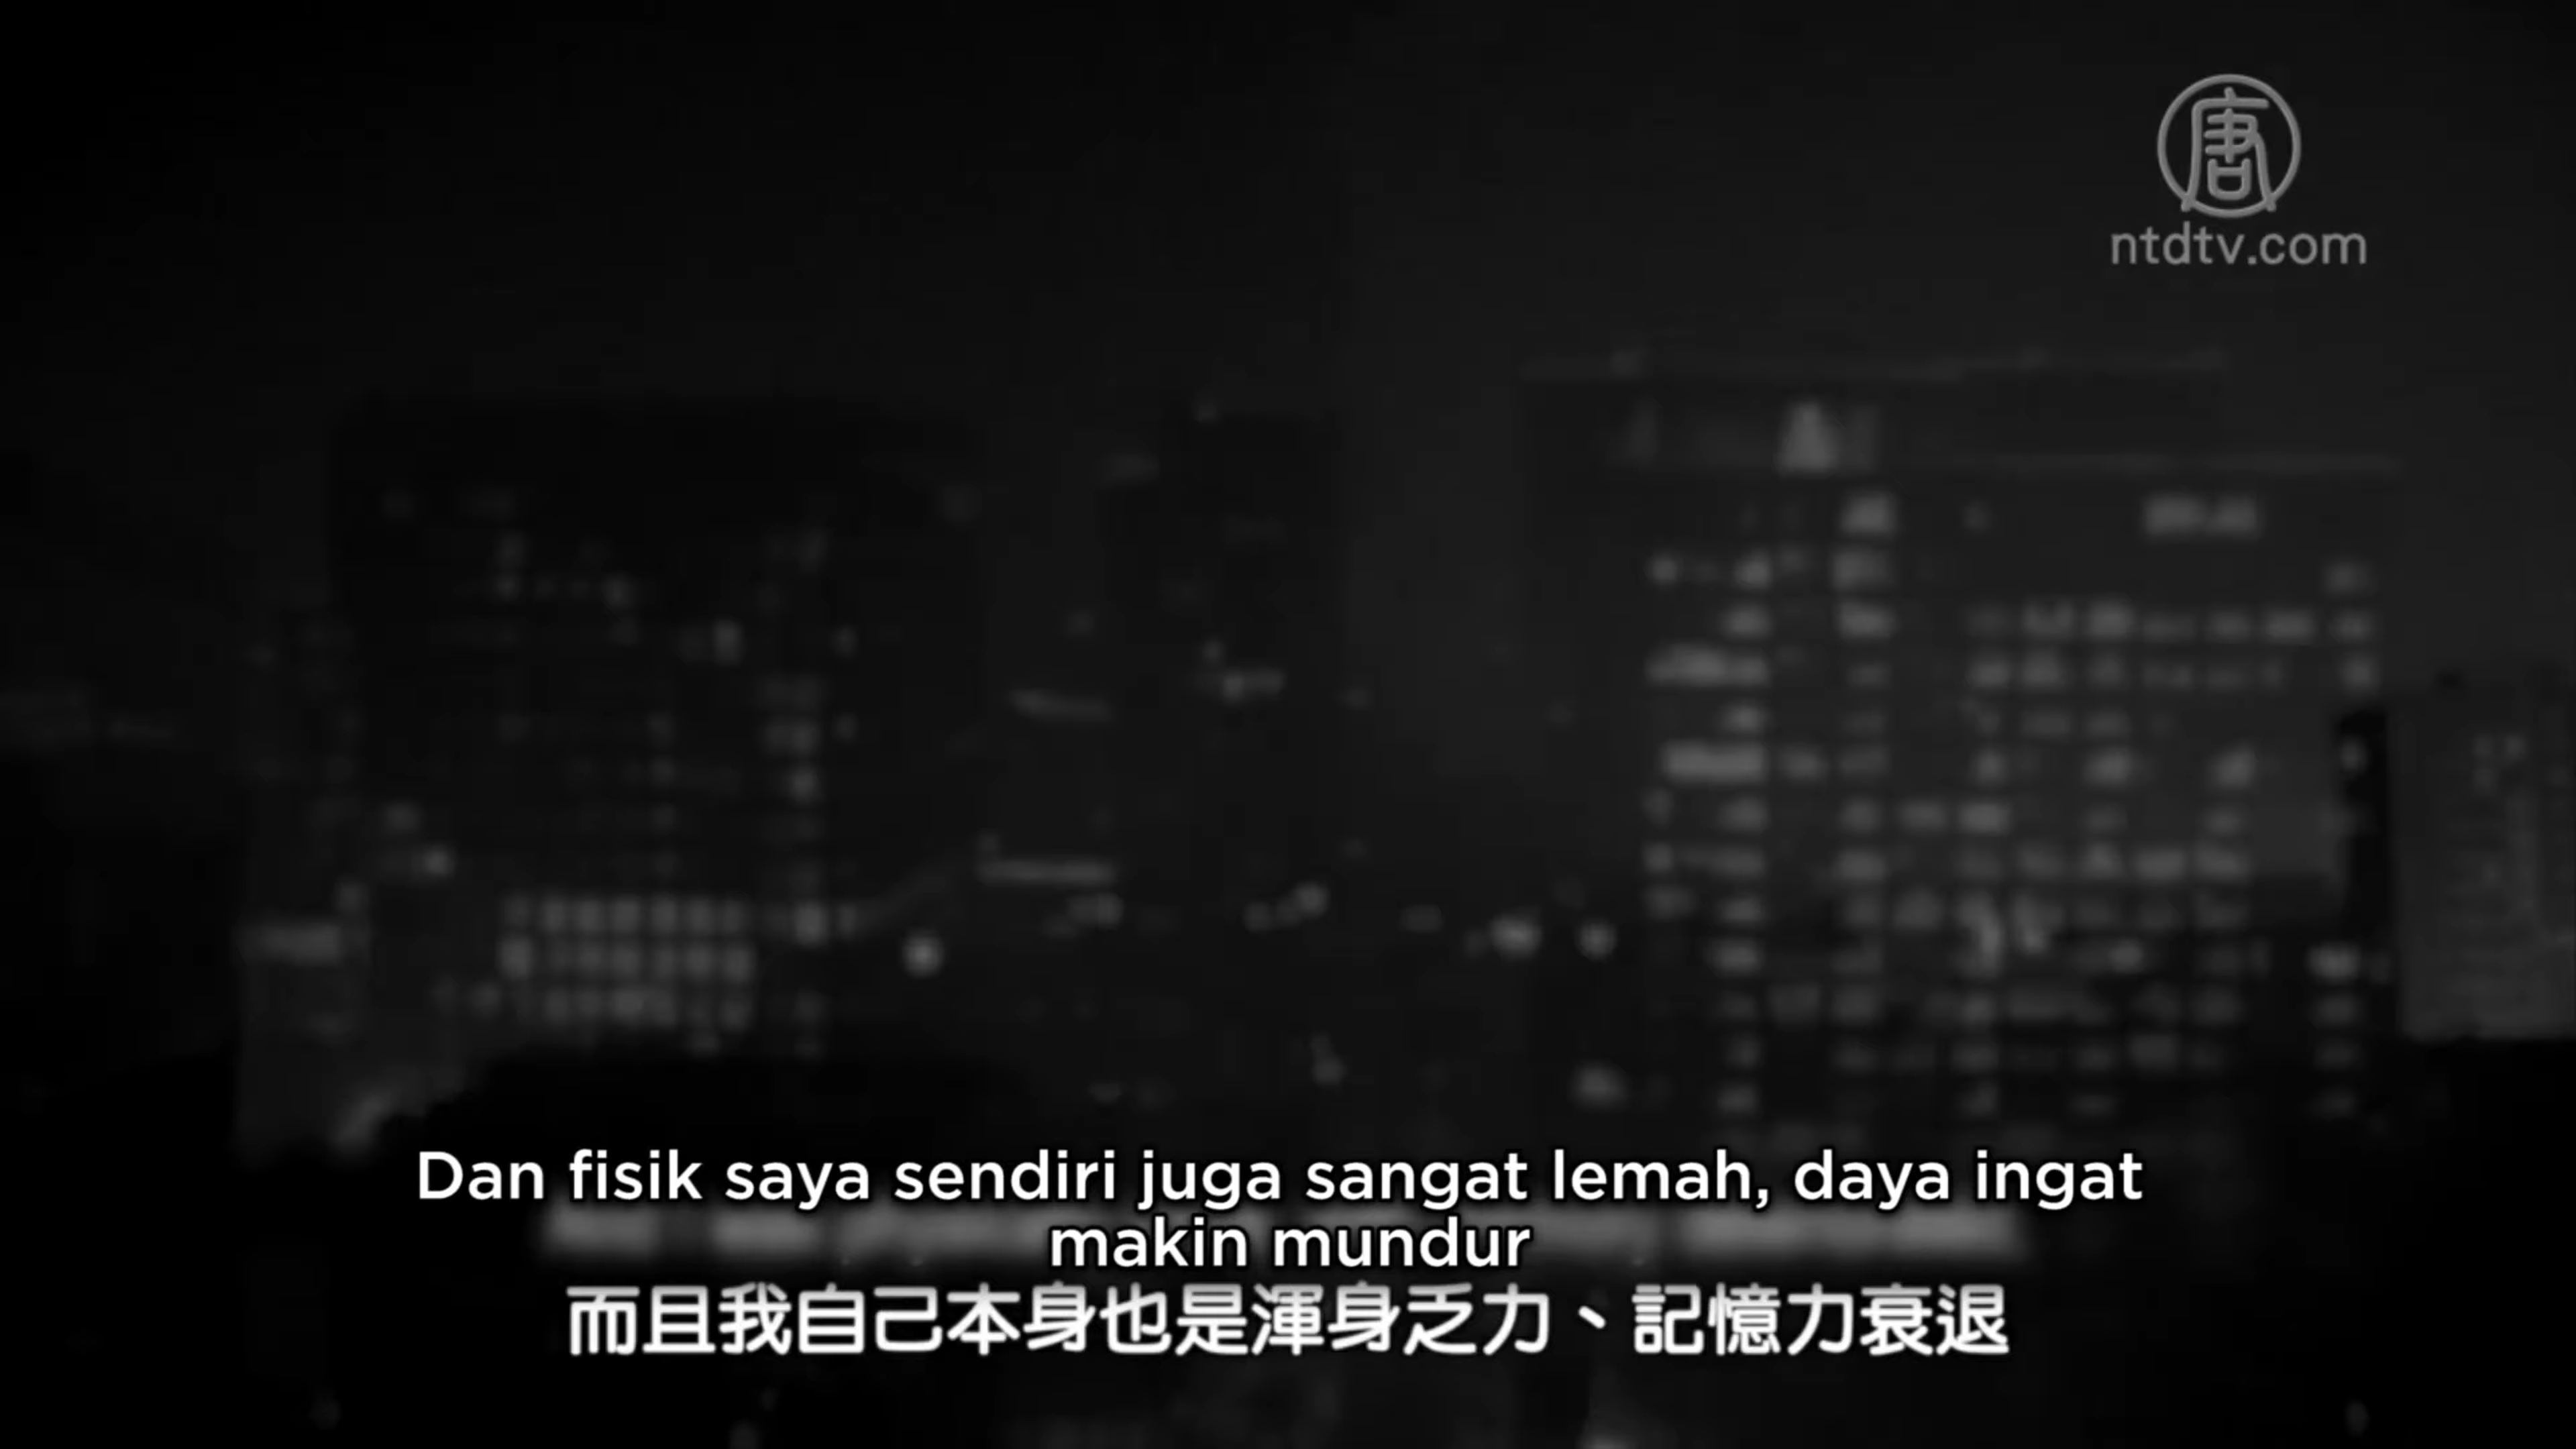 唐
ntdtv.com
Dan fisik saya sendiri juga sangat lemah, daya ingat
makin mundur
而且我自己本身也是渾身乏力、記憶力衰退